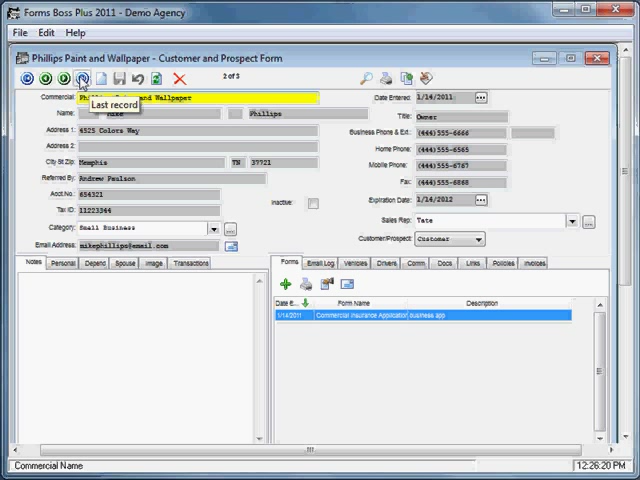 Forms Boss Plus 2011 - Demo Agency
File Edit Help
Phillips Paint and Wallpaper - Customer and Prospect Form
2 of 3
Last record
Commercial: and Wallpaper
Date Entered: 1/14/2011
Name: Mike Phillips
Title: Owner
Address 1: 4525 Colors Way
Business Phone & Ext.: (444)555-6666
Address 2:
Home Phone: (444)555-6565
City St Zip: Memphis TN 37721
Mobile Phone: (444)555-6767
Referred By: Andrew Paulson
Fax: (444)555-6868
Acct.No.: 654321
Inactive:
Expiration Date: 1/14/2012
Tax ID: 11223344
Sales Rep: Tate
Category: Small Business
Customer/Prospect: Customer
Email Address: mikephillips@email.com
Notes Personal Depend Spouse Image Transactions
Forms Email Log Vehicles Drivers Comm Docs Links Policies Invoices
Date E... Form Name Description
1/14/2011 Commercial Insurance Application business app
Commercial Name
12:26:20 PM